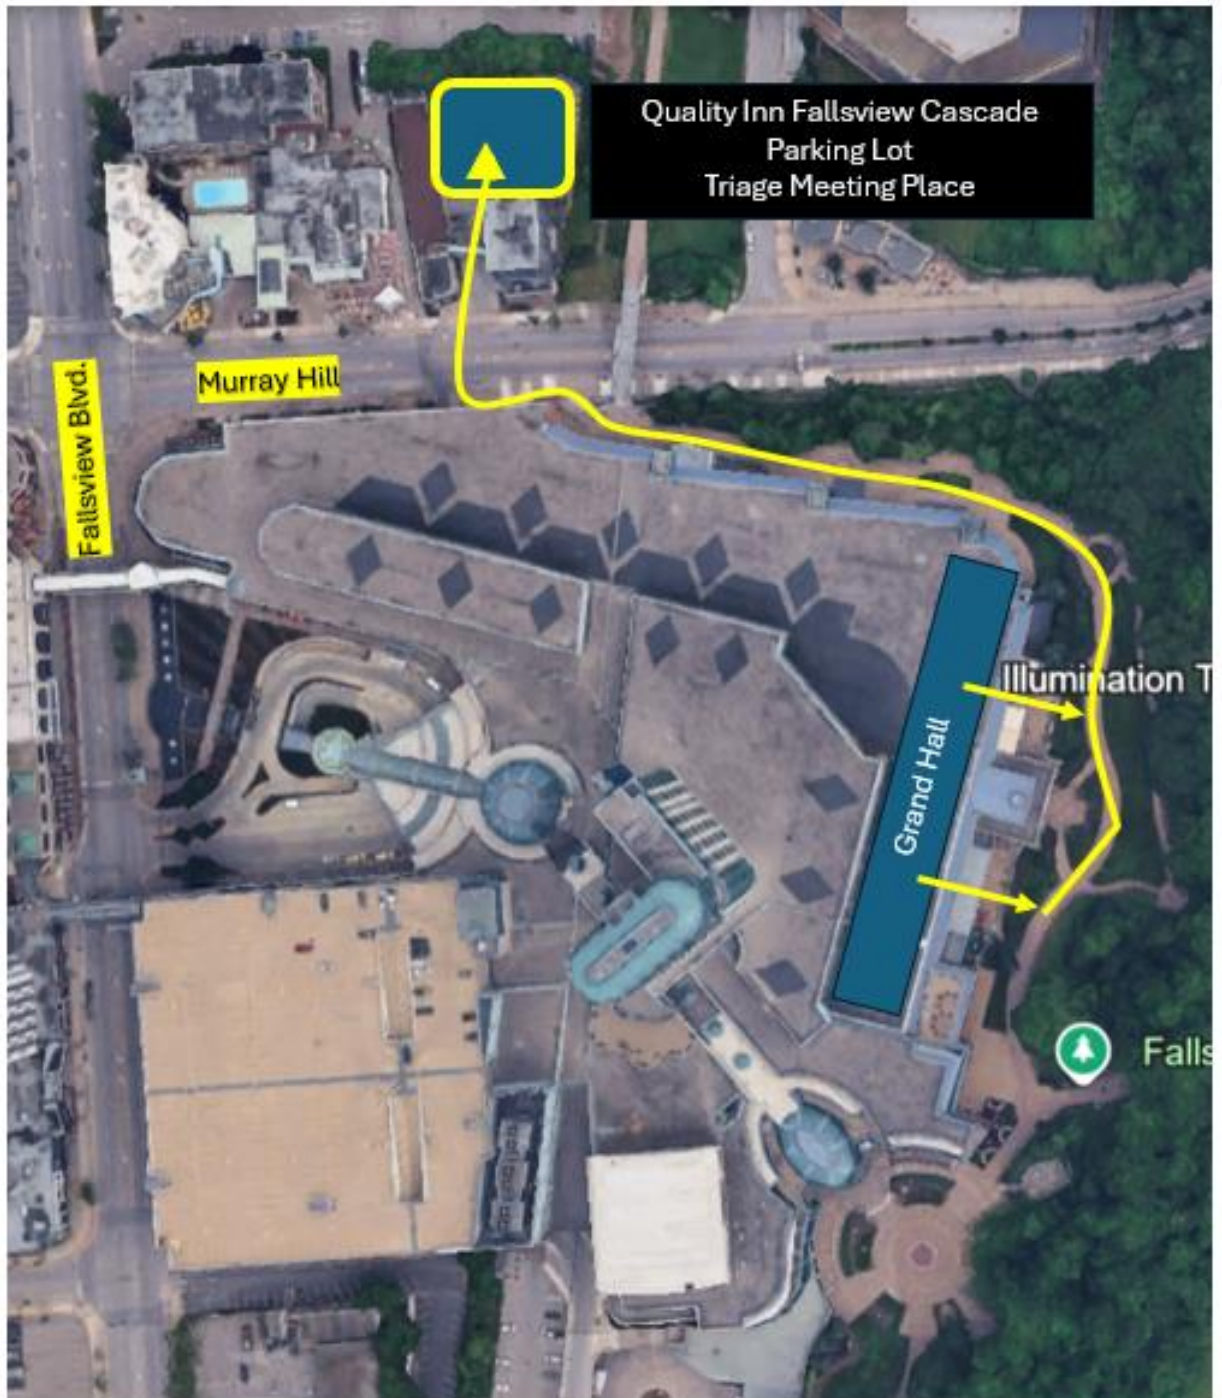 Quality Inn Fallsview Cascade
Parking Lot
Triage Meeting Place
Murray Hill
Fallsview Blvd.
Illumination T
Grand Hall
Falls